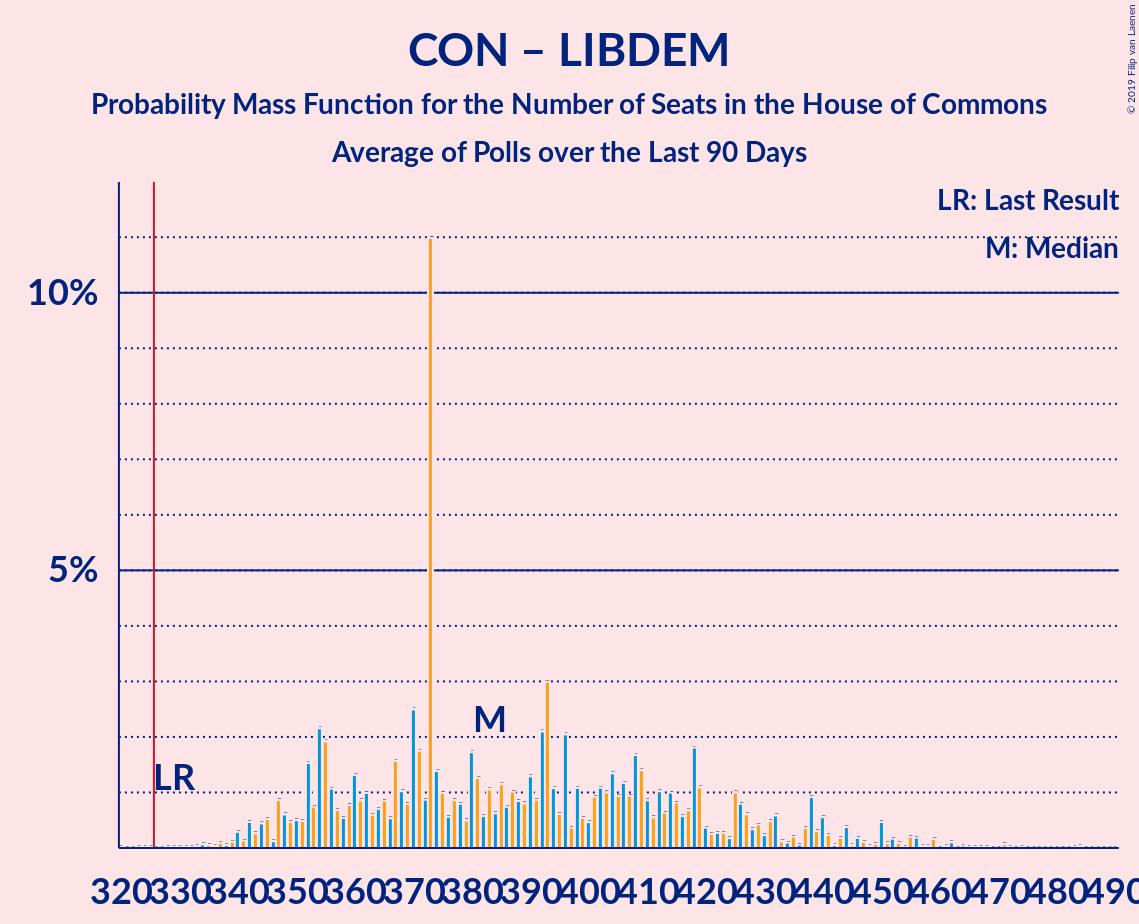 CON – LIBDEM
Probability Mass Function for the Number of Seats in the House of Commons
Average of Polls over the Last 90 Days
© 2019 Filip van Laenen
LR: Last Result
M: Median
10%
5%
M
LR
320 330 340 350 360 370 380 390 400 410 420 430 440 450 460 470 480 490